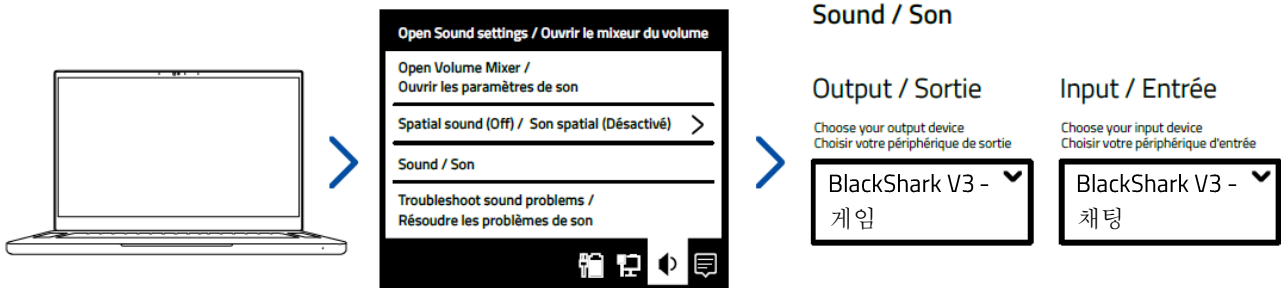 Open Sound settings / Ouvrir le mixeur du volume
Open Volume Mixer /
Ouvrir les paramètres de son
Spatial sound (Off) / Son spatial (Désactivé)
Sound / Son
Troubleshoot sound problems /
Résoudre les problèmes de son
Sound / Son
Output / Sortie
Choose your output device
Choisir votre périphérique de sortie
BlackShark V3 -
게임
Input / Entrée
Choose your input device
Choisir votre périphérique d'entrée
BlackShark V3 -
채팅